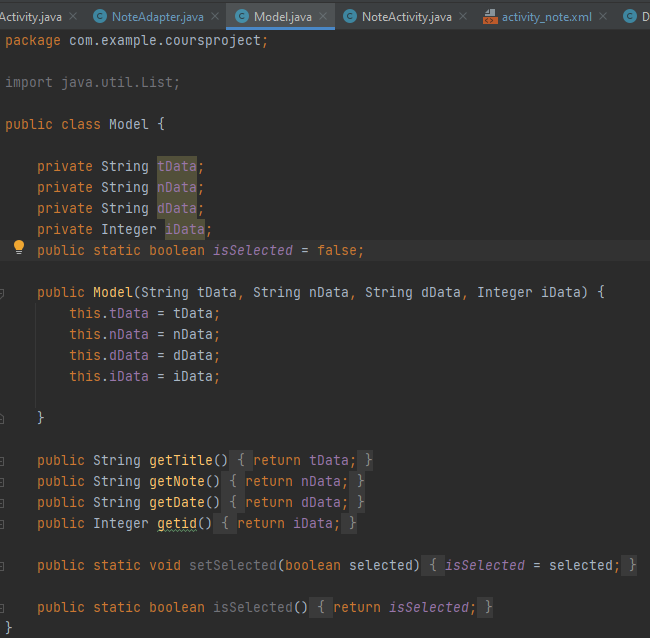 Activity.java NoteAdapter.java Model.java NoteActivity.java activity_note.xml D
package com.example.coursproject;
import java.util.List;
public class Model {
private String tData;
private String nData;
private String dData;
private Integer iData;
public static boolean isSelected = false;
public Model(String tData, String nData, String dData, Integer iData) {
this.tData = tData;
this.nData = nData;
this.dData = dData;
this.iData = iData;
}
public String getTitle() { return tData; }
public String getNote() { return nData; }
public String getDate() { return dData; }
public Integer getid() { return iData; }
public static void setSelected(boolean selected) { isSelected = selected; }
public static boolean isSelected() { return isSelected; }
}